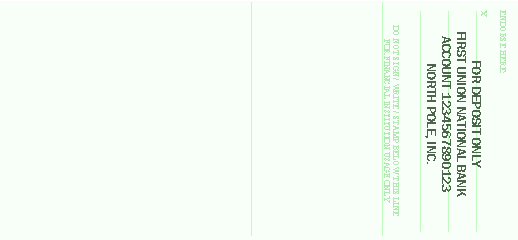 ENDORSE HERE
X
FOR DEPOSIT ONLY
FIRST UNION NATIONAL BANK
ACCOUNT 1234567890123
NORTH POLE, INC.
DO NOT SIGN / WRITE / STAMP BELOW THIS LINE
FOR FINANCIAL INSTITUTION USAGE ONLY